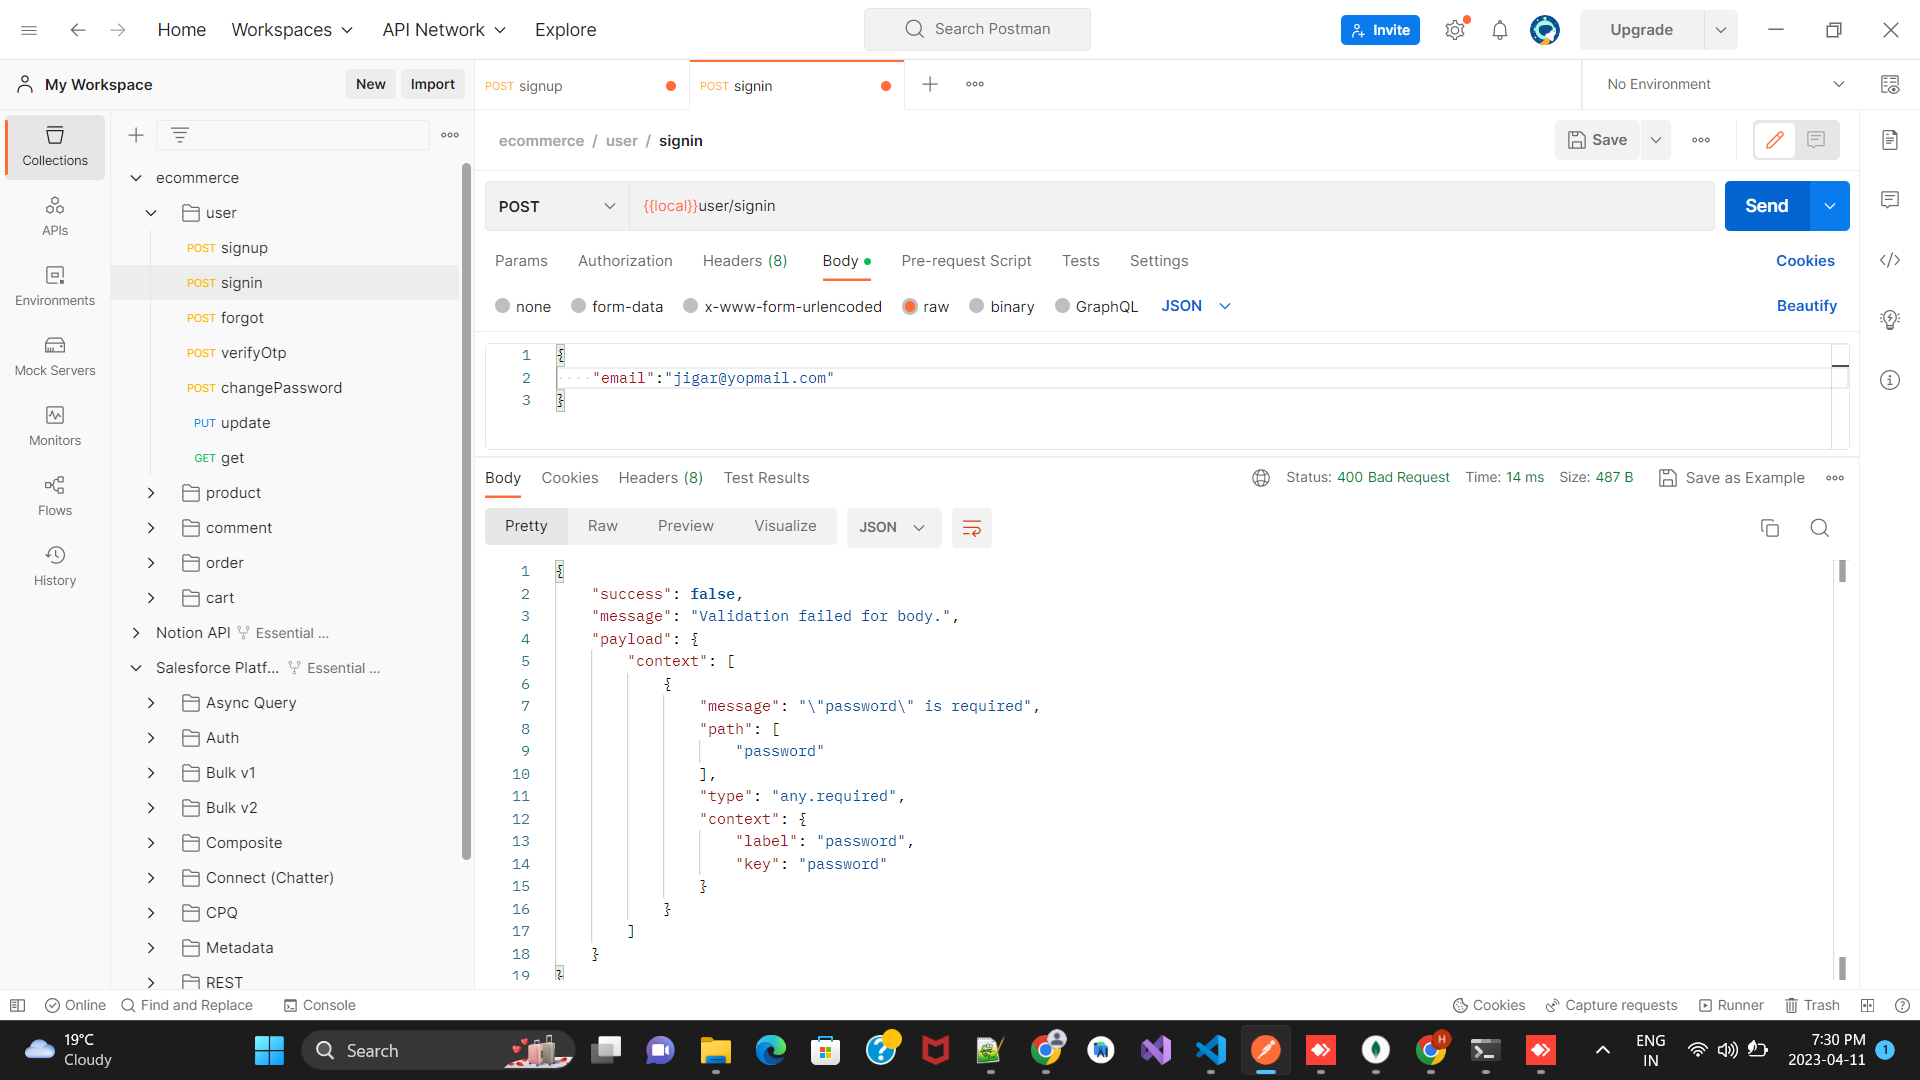 Home Workspaces API Network Explore Search Postman Invite Upgrade
My Workspace New Import POST signup POST signin No Environment
Collections
APIs
Environments
Mock Servers
Monitors
Flows
History
ecommerce
user
POST signup
POST signin
POST forgot
POST verifyOtp
POST changePassword
PUT update
GET get
product
comment
order
cart
Notion API Essential ...
Salesforce Platf... Essential ...
Async Query
Auth
Bulk v1
Bulk v2
Composite
Connect (Chatter)
CPQ
Metadata
REST
ecommerce / user / signin Save
POST {{local}}user/signin Send
Params Authorization Headers (8) Body Pre-request Script Tests Settings Cookies
none form-data x-www-form-urlencoded raw binary GraphQL JSON Beautify
1 {
2 "email":"jigar@yopmail.com"
3 }
Body Cookies Headers (8) Test Results Status: 400 Bad Request Time: 14 ms Size: 487 B Save as Example
Pretty Raw Preview Visualize JSON
1 {
2 "success": false,
3 "message": "Validation failed for body.",
4 "payload": {
5 "context": [
6 {
7 "message": "\"password\" is required",
8 "path": [
9 "password"
10 ],
11 "type": "any.required",
12 "context": {
13 "label": "password",
14 "key": "password"
15 }
16 }
17 ]
18 }
19 }
Online Find and Replace Console Cookies Capture requests Runner Trash
19°C
Cloudy
Search
H
ENG
IN
7:30 PM
2023-04-11
1